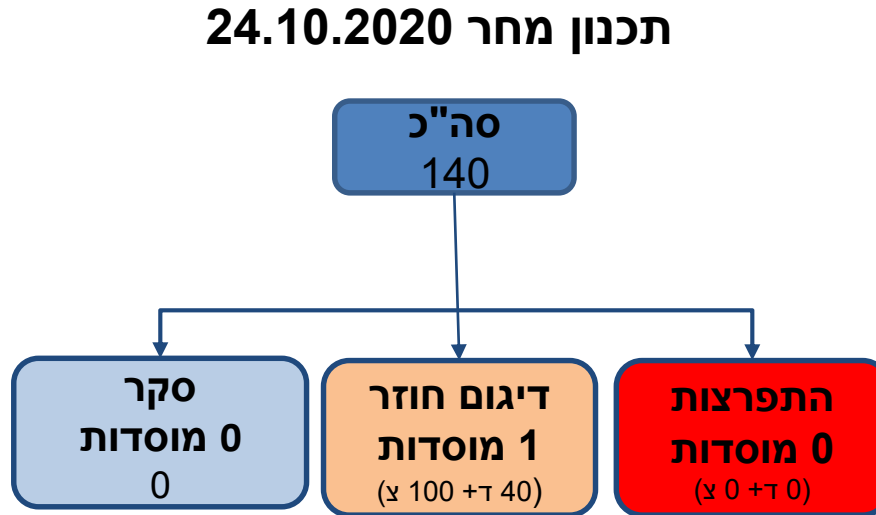 תכנון מחר 24.10.2020
סה"כ
140
התפרצות
0 מוסדות
(0 ד+ 0 צ)
דיגום חוזר
1 מוסדות
(40 ד+ 100 צ)
סקר
0 מוסדות
0